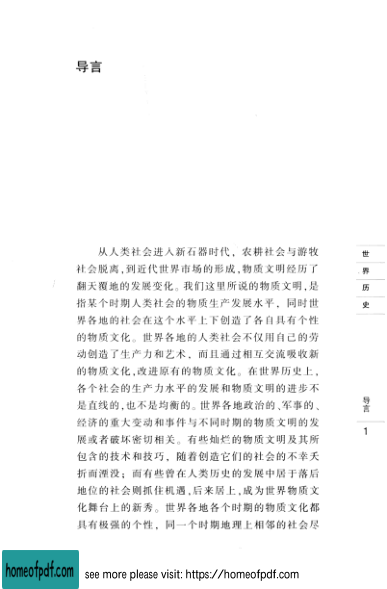 导言
从人类社会进入新石器时代，农耕社会与游牧
社会脱离，到近代世界市场的形成，物质文明经历了
翻天覆地的发展变化。我们这里所说的物质文明，是
指某个时期人类社会的物质生产发展水平，同时世
界各地的社会在这个水平上下创造了各自具有个性
的物质文化。世界各地的人类社会不仅用自己的劳
动创造了生产力和艺术，而且通过相互交流吸收新
的物质文化，改进原有的物质文化。在世界历史上，
各个社会的生产力水平的发展和物质文明的进步不
是直线的，也不是均衡的。世界各地政治的、军事的、
经济的重大变动和事件与不同时期的物质文明的发
展或者破坏密切相关。有些灿烂的物质文明及其所
包含的技术和技巧，随着创造它们的社会的不幸夭
折而湮没；而有些曾在人类历史的发展中居于落后
地位的社会则抓住机遇，后来居上，成为世界物质文
化舞台上的新秀。世界各地各个时期的物质文化都
具有极强的个性，同一个时期地理上相邻的社会尽
世界历史
导言
1
homeofpdf.com
see more please visit: https://homeofpdf.com